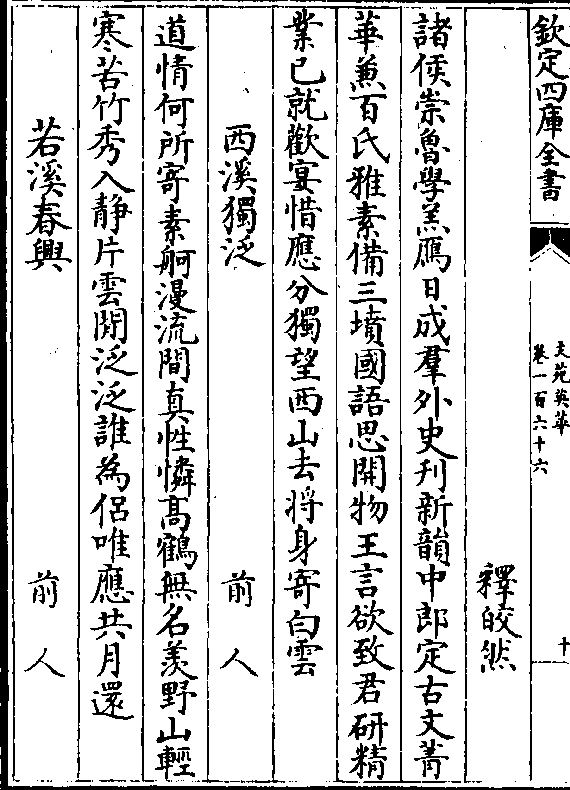 欽定四庫全書
文苑英華
卷一百六十六
十
釋皎然
諸侯崇魯學羔鴈日成羣外史刋新韻中郎定古文菁
華兼百氏雅素備三墳國語思開物王言欲致君研精
業已就歡宴惜應分獨望西山去將身寄白雲
西溪獨泛 前人
道情何所寄素舸漫流間真性憐高鶴無名羨野山輕
寒苦竹秀入靜片雲閒泛泛誰為侣唯應共月還
若溪春興 前人